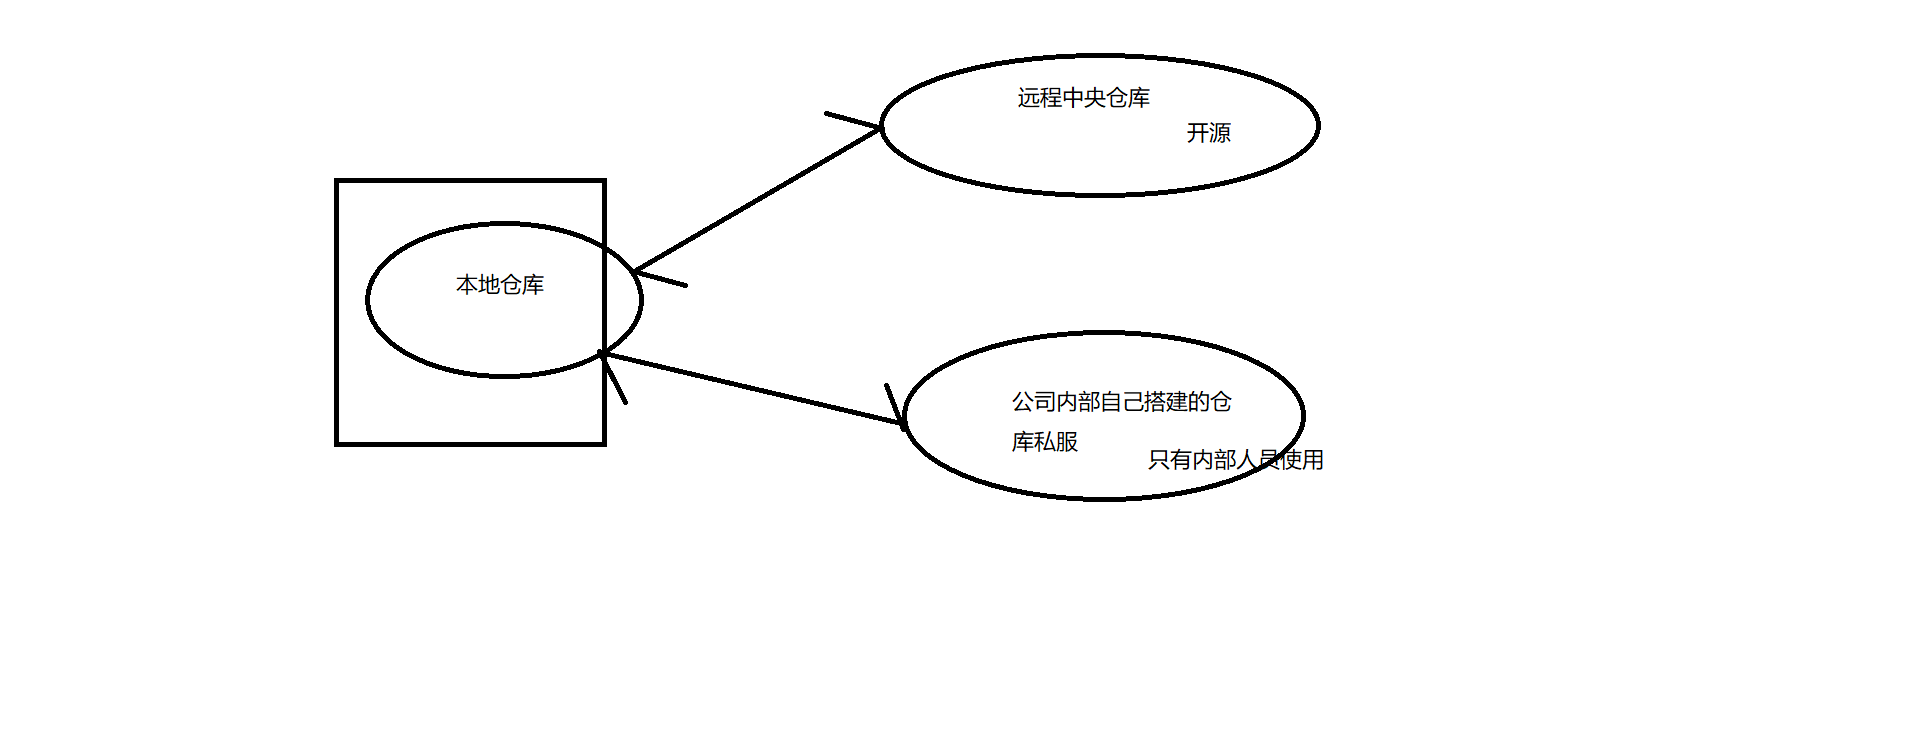 远程中央仓库
开源
本地仓库
公司内部自己搭建的仓
库私服
只有内部人员使用